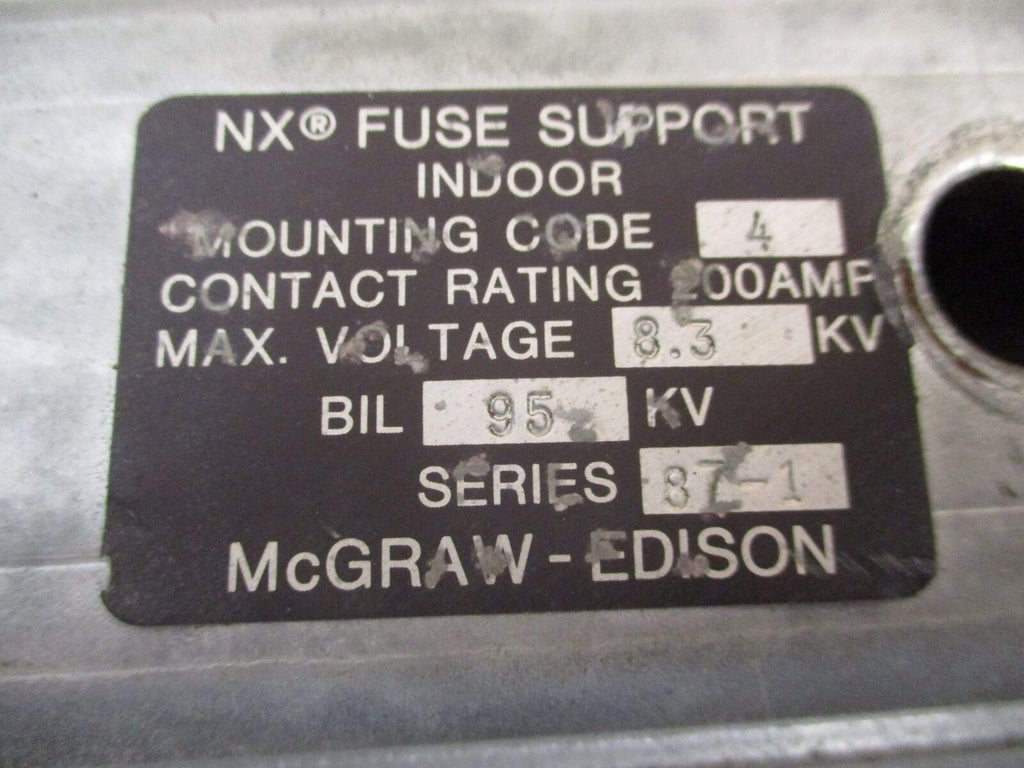 NX® FUSE SUPPORT
INDOOR
MOUNTING CODE 4
CONTACT RATING 200AMP
MAX. VOLTAGE 8.3 KV
BIL 95 KV
SERIES 87-1
McGRAW-EDISON